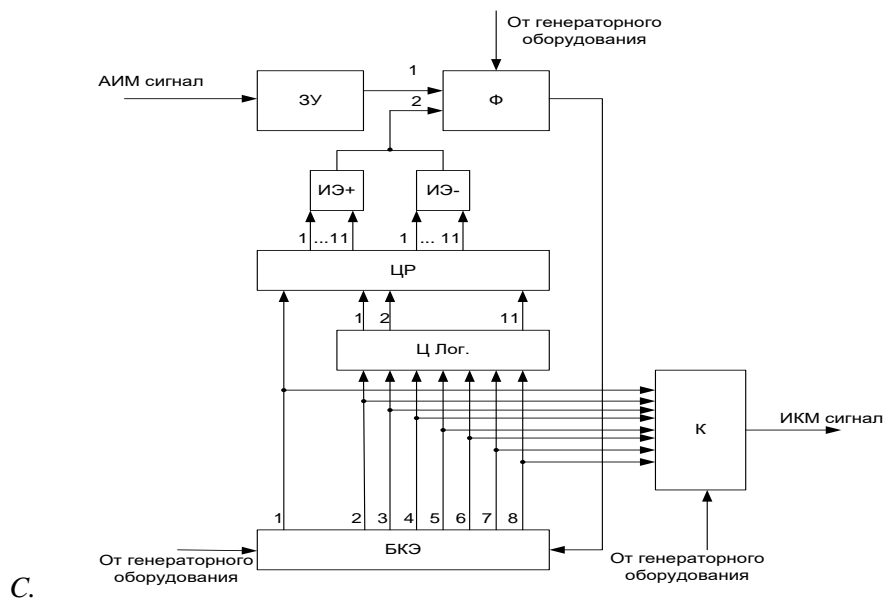 От генераторного
оборудования
АИМ сигнал
ЗУ
1
2
Ф
ИЭ+
ИЭ-
1 ...11
1 ... 11
ЦР
1 2 11
Ц Лог.
К
ИКМ сигнал
1 2 3 4 5 6 7 8
БКЭ
От генераторного
оборудования
От генераторного
оборудования
С.